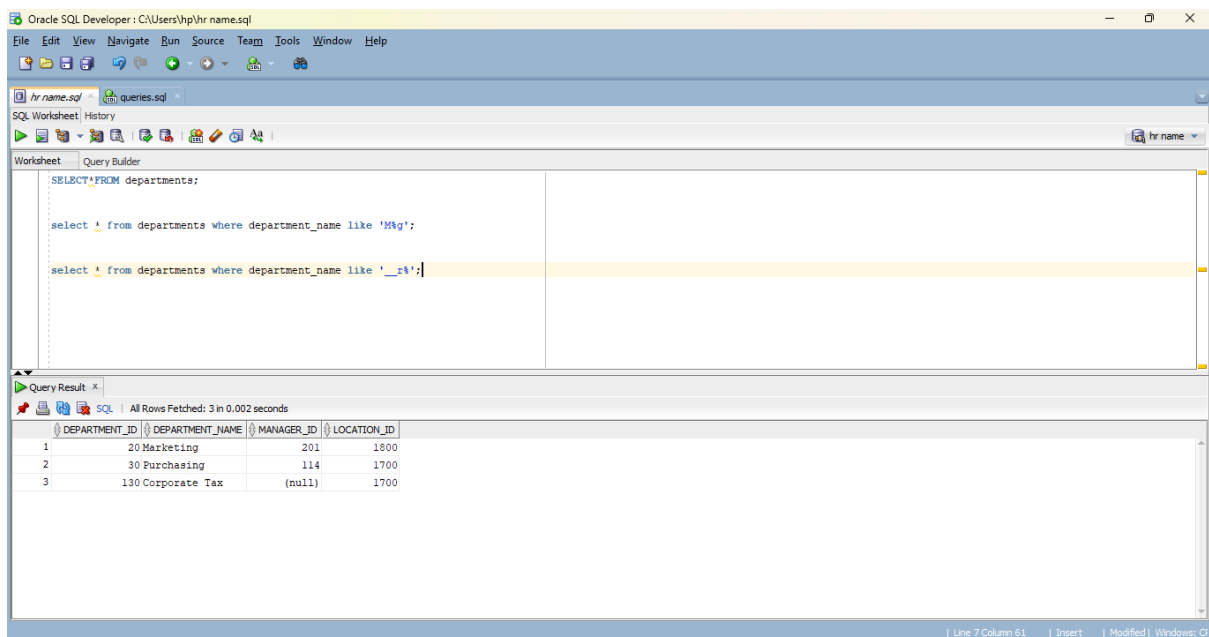 Oracle SQL Developer : C:\Users\hp\hr name.sql
File Edit View Navigate Run Source Team Tools Window Help
hr name.sql queries.sql
SQL Worksheet History
hr name
Worksheet Query Builder
SELECT*FROM departments;
select * from departments where department_name like 'M%g';
select * from departments where department_name like '__r%';
Query Result
SQL | All Rows Fetched: 3 in 0.002 seconds
DEPARTMENT_ID DEPARTMENT_NAME MANAGER_ID LOCATION_ID
1 20 Marketing 201 1800
2 30 Purchasing 114 1700
3 130 Corporate Tax (null) 1700
| Line 7 Column 61 | Insert | Modified | Windows: C